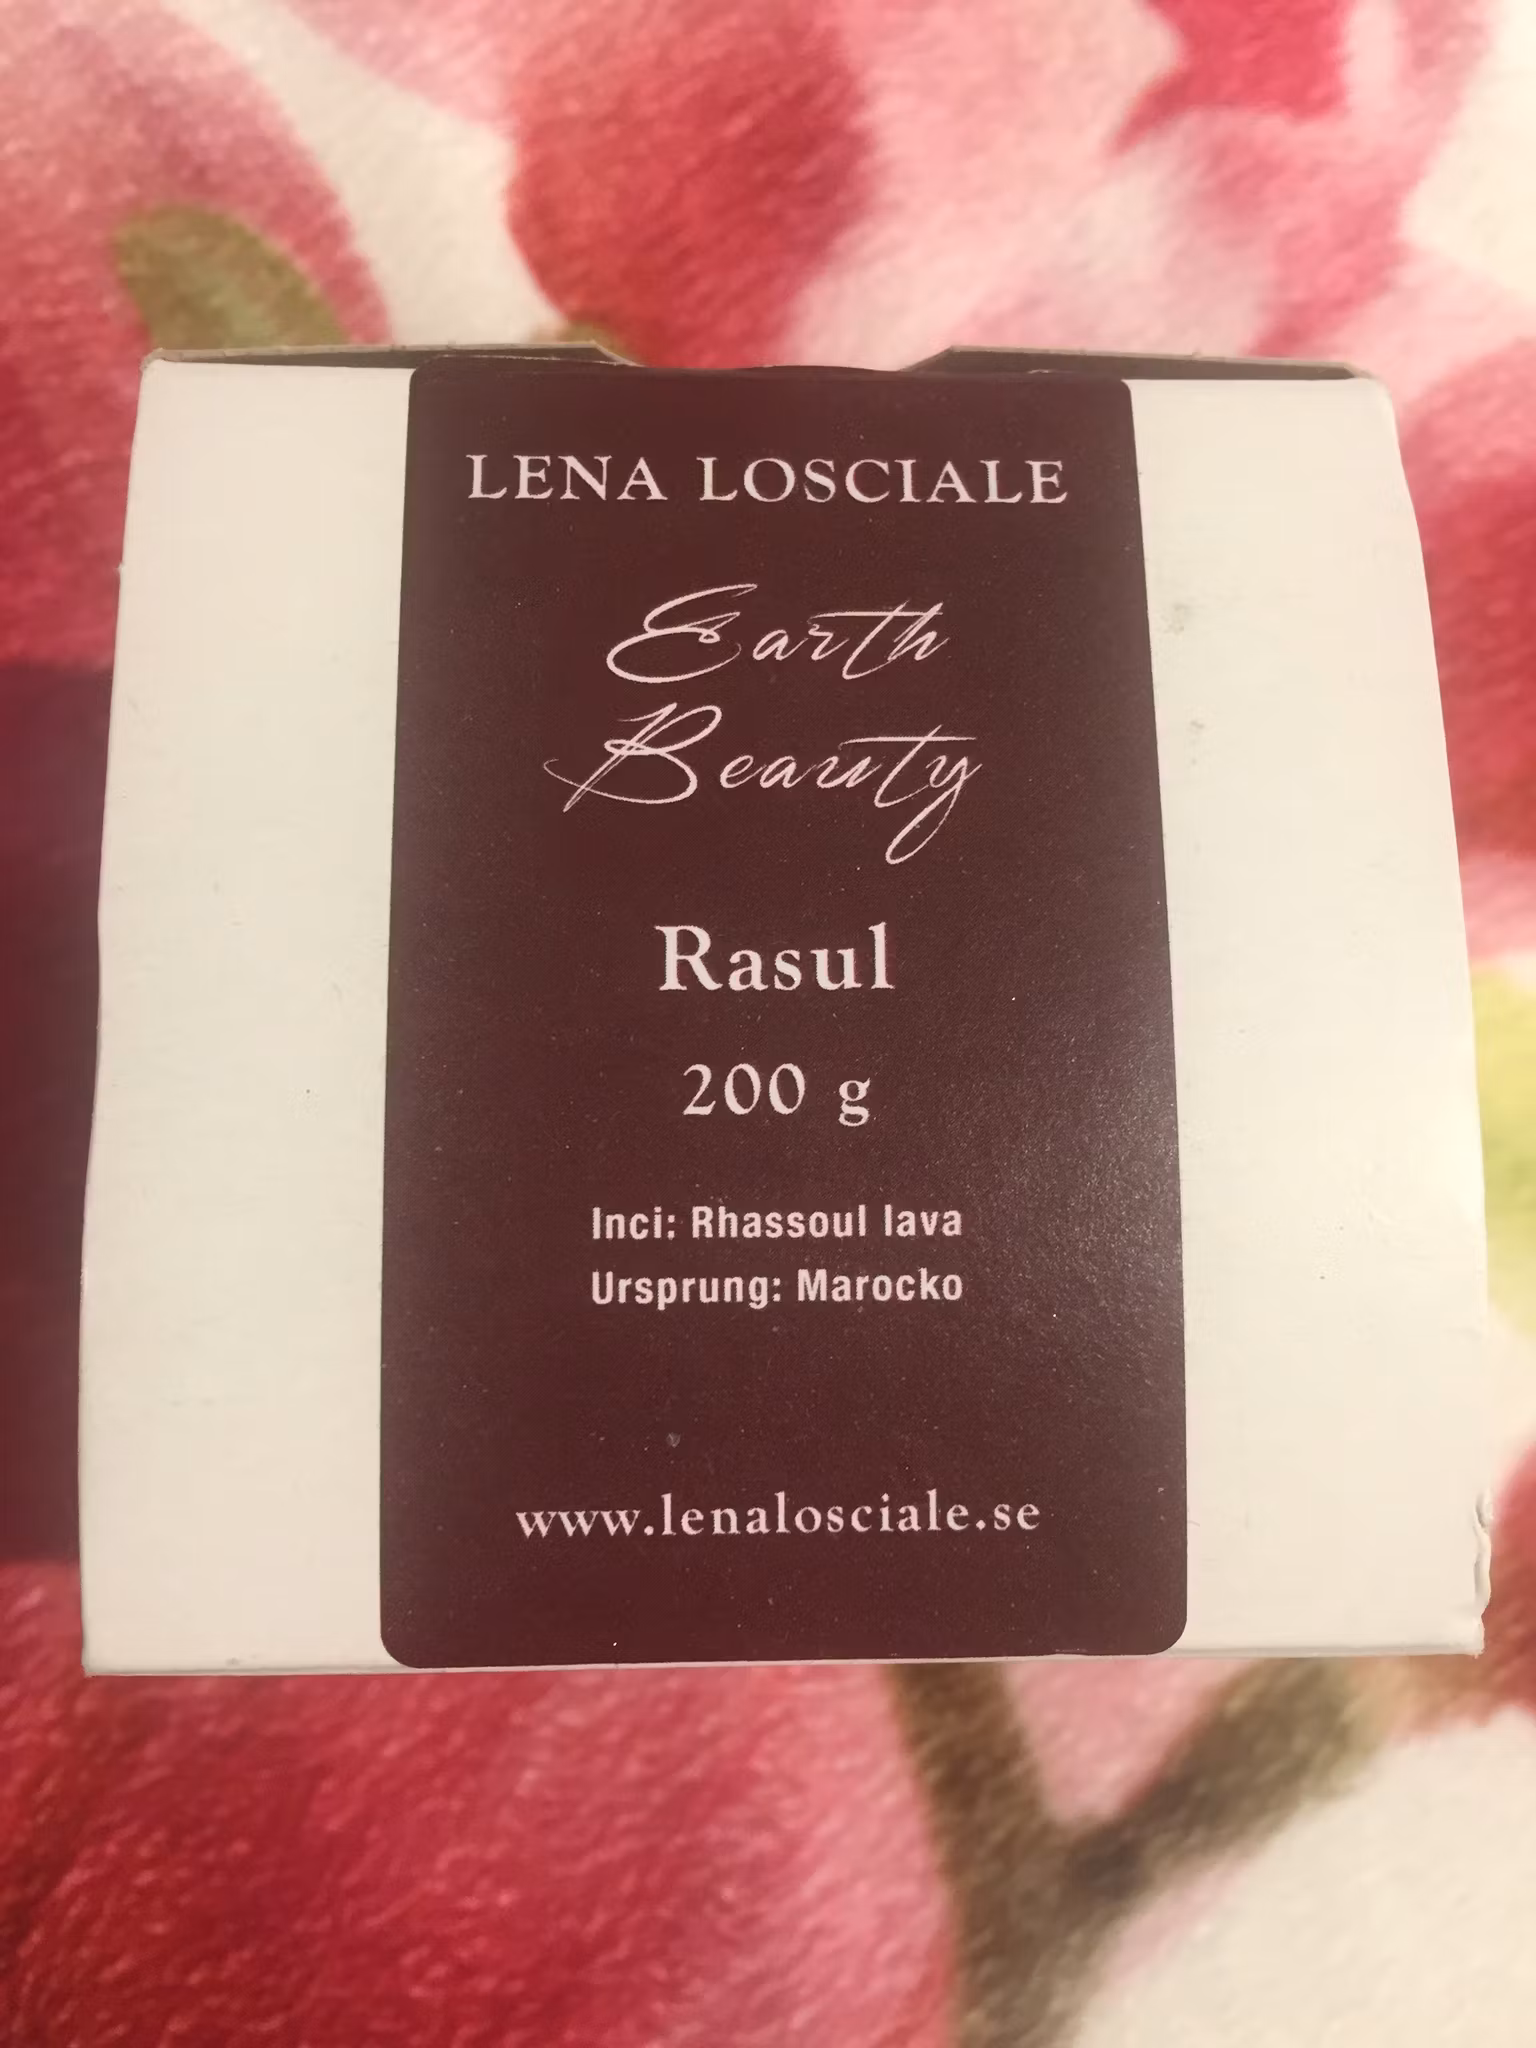 LENA LOSCIALE
Earth
Beauty
Rasul
200 g
Inci: Rhassoul lava
Ursprung: Marocko
www.lenalosciale.se